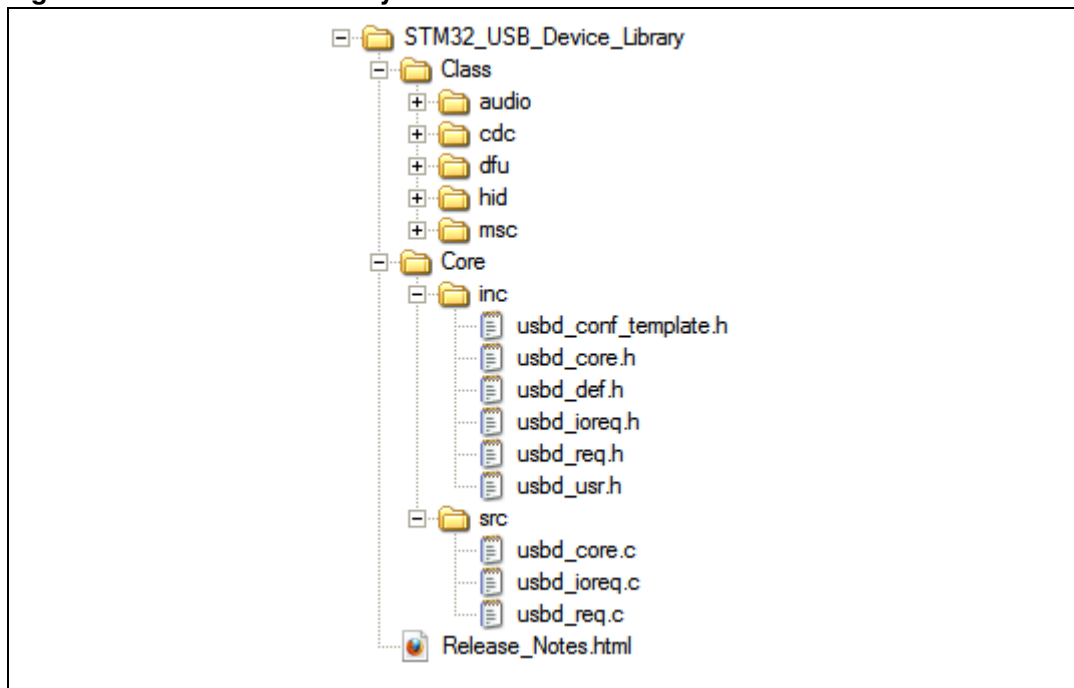 STM32_USB_Device_Library
Class
audio
cdc
dfu
hid
msc
Core
inc
usbd_conf_template.h
usbd_core.h
usbd_def.h
usbd_ioreq.h
usbd_req.h
usbd_usr.h
src
usbd_core.c
usbd_ioreq.c
usbd_req.c
Release_Notes.html